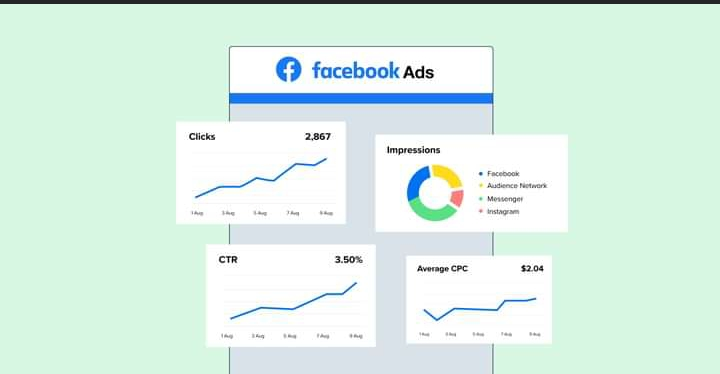 facebook Ads
Clicks 2,867
1 Aug 3 Aug 5 Aug 7 Aug 9 Aug
Impressions
Facebook
Audience Network
Messenger
Instagram
CTR 3.50%
1 Aug 3 Aug 5 Aug 7 Aug 9 Aug
Average CPC $2.04
1 Aug 3 Aug 5 Aug 7 Aug 9 Aug